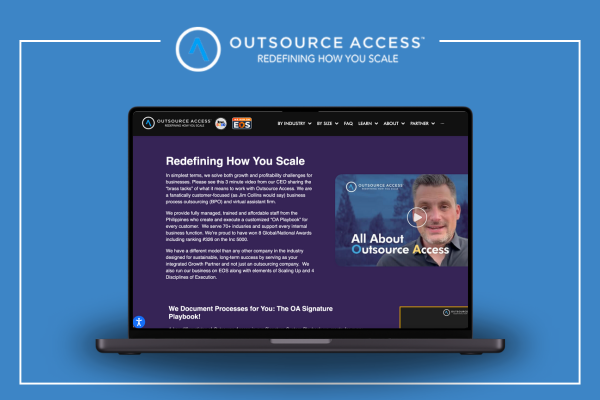 OUTSOURCE ACCESS™
REDEFINING HOW YOU SCALE
OUTSOURCE ACCESS
REDEFINING HOW YOU SCALE
EOS
BY INDUSTRY
BY SIZE
FAQ
LEARN
ABOUT
PARTNER
Redefining How You Scale
In simplest terms, we solve both growth and profitability challenges for
businesses. Please see this 3 minute video from our CEO sharing the
"brass tacks" of what it means to work with Outsource Access. We are
a fanatically customer-focused (as Jim Collins would say) business
process outsourcing (BPO) and virtual assistant firm.
We provide fully managed, trained and affordable staff from the
Philippines who create and execute a customized "OA Playbook" for
every customer. We serve 70+ industries and support every internal
business function. We're proud to have won 8 Global/National Awards
including ranking #326 on the Inc 5000.
We have a different model than any other company in the industry
designed for sustainable, long-term success by serving as your
integrated Growth Partner and not just an outsourcing company. We
also run our business on EOS along with elements of Scaling Up and 4
Disciplines of Execution.
OUTSOURCE ACCESS
All About
Outsource Access
We Document Processes for You: The OA Signature
Playbook!